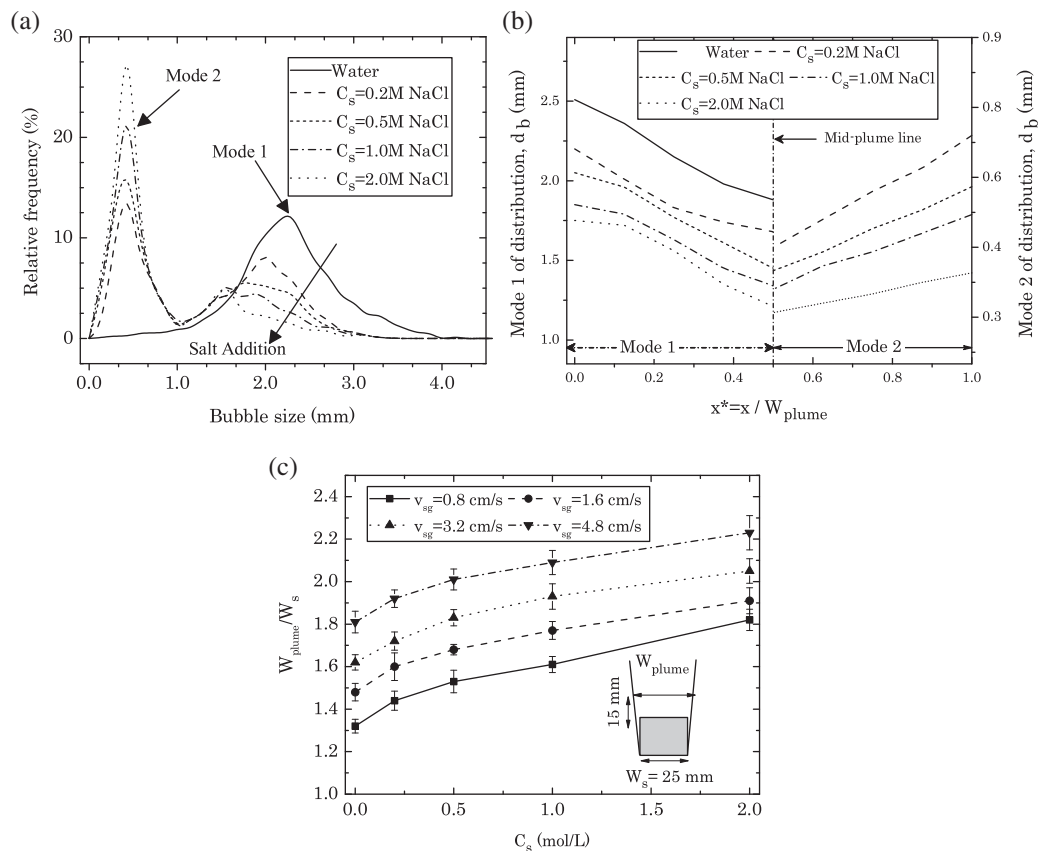 (a)
30
20
10
0
Relative frequency (%)
0.0 1.0 2.0 3.0 4.0
Bubble size (mm)
Mode 2
Mode 1
Salt Addition
Water
C_s=0.2M NaCl
C_s=0.5M NaCl
C_s=1.0M NaCl
C_s=2.0M NaCl
(b)
Water C_s=0.2M NaCl
C_s=0.5M NaCl C_s=1.0M NaCl
C_s=2.0M NaCl
Mid-plume line
2.5
2.0
1.5
1.0
Mode 1 of distribution, d_b (mm)
0.9
0.8
0.7
0.6
0.5
0.4
0.3
Mode 2 of distribution, d_b (mm)
Mode 1 Mode 2
0.0 0.2 0.4 0.6 0.8 1.0
x*=x / W_plume
(c)
v_sg=0.8 cm/s v_sg=1.6 cm/s
v_sg=3.2 cm/s v_sg=4.8 cm/s
2.4
2.2
2.0
1.8
1.6
1.4
1.2
1.0
W_plume/W_s
W_plume
15 mm
W_s= 25 mm
0.0 0.5 1.0 1.5 2.0
C_s (mol/L)